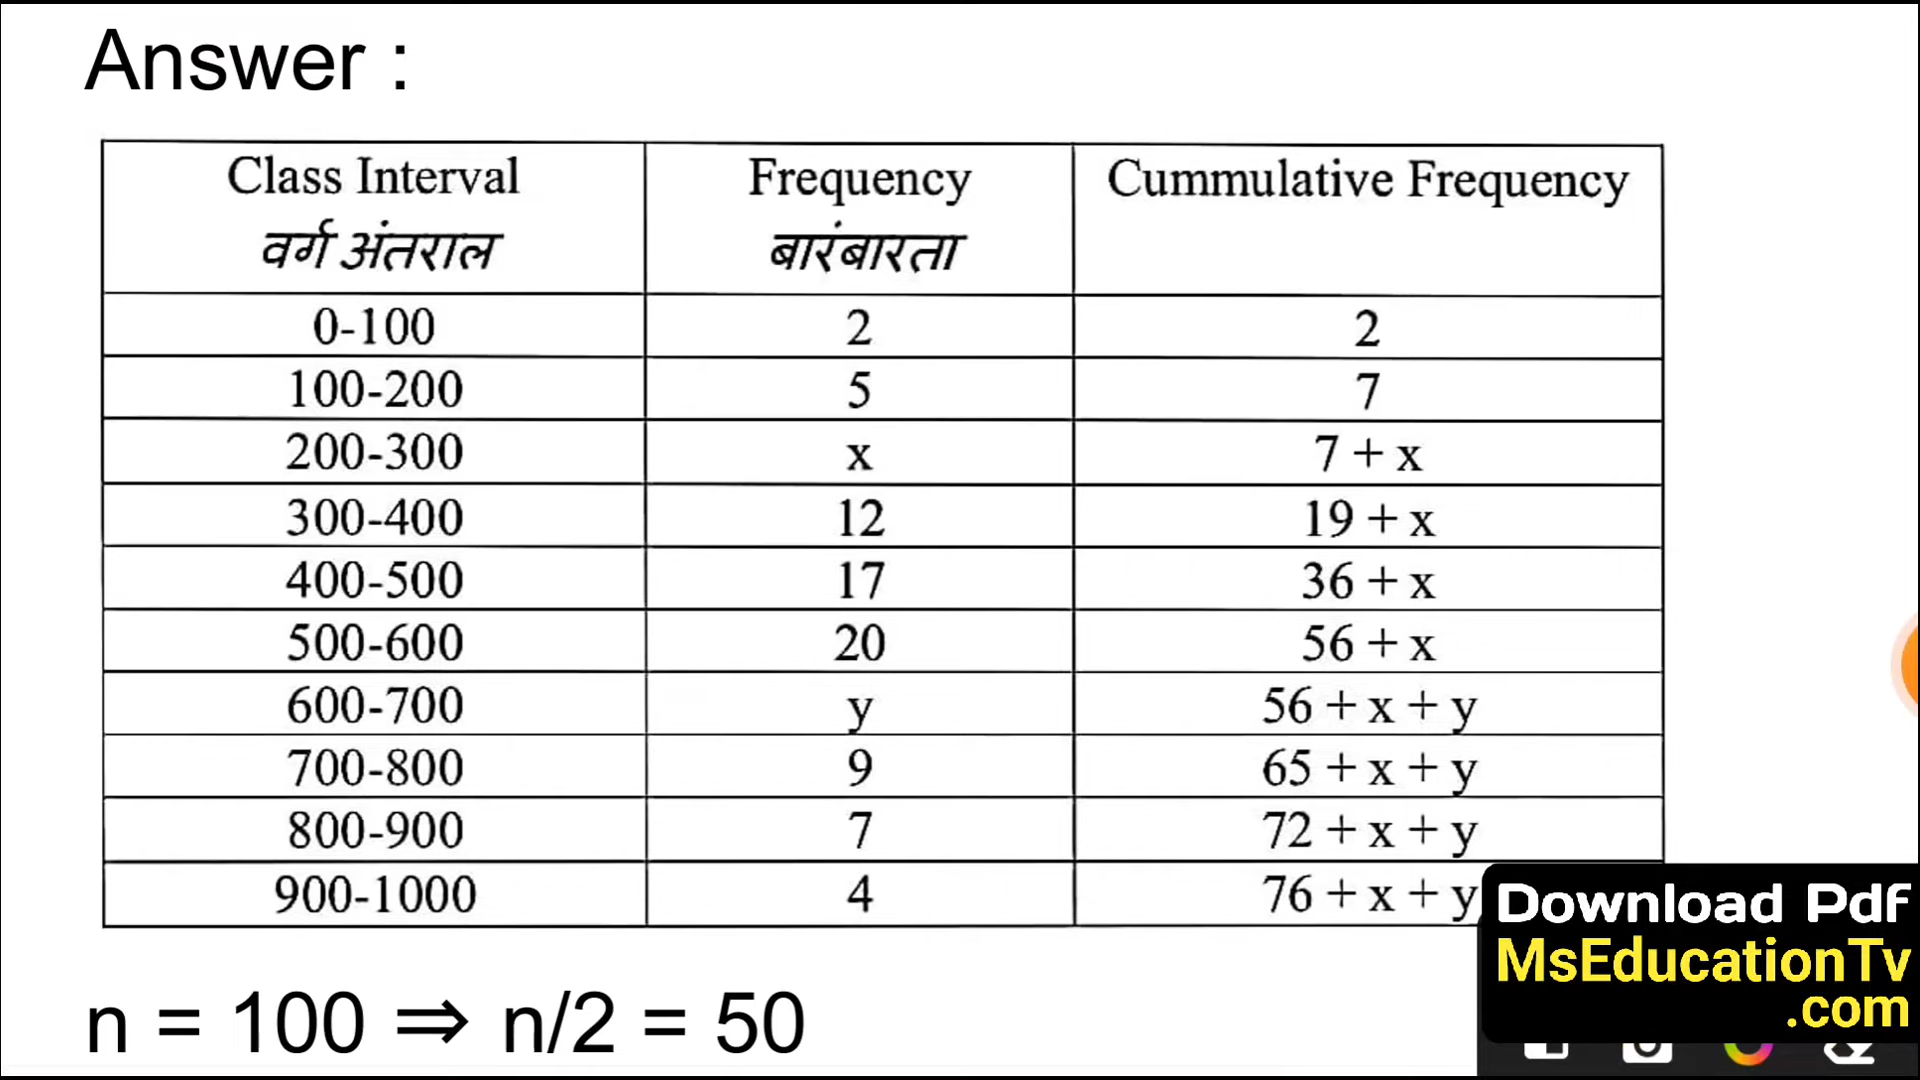 Answer :
Class Interval Frequency Cummulative Frequency
वर्ग अंतराल बारंबारता
0-100 2 2
100-200 5 7
200-300 x 7 + x
300-400 12 19 + x
400-500 17 36 + x
500-600 20 56 + x
600-700 y 56 + x + y
700-800 9 65 + x + y
800-900 7 72 + x + y
900-1000 4 76 + x + y
Download Pdf
MsEducationTv
.com
n = 100 ⇒ n/2 = 50